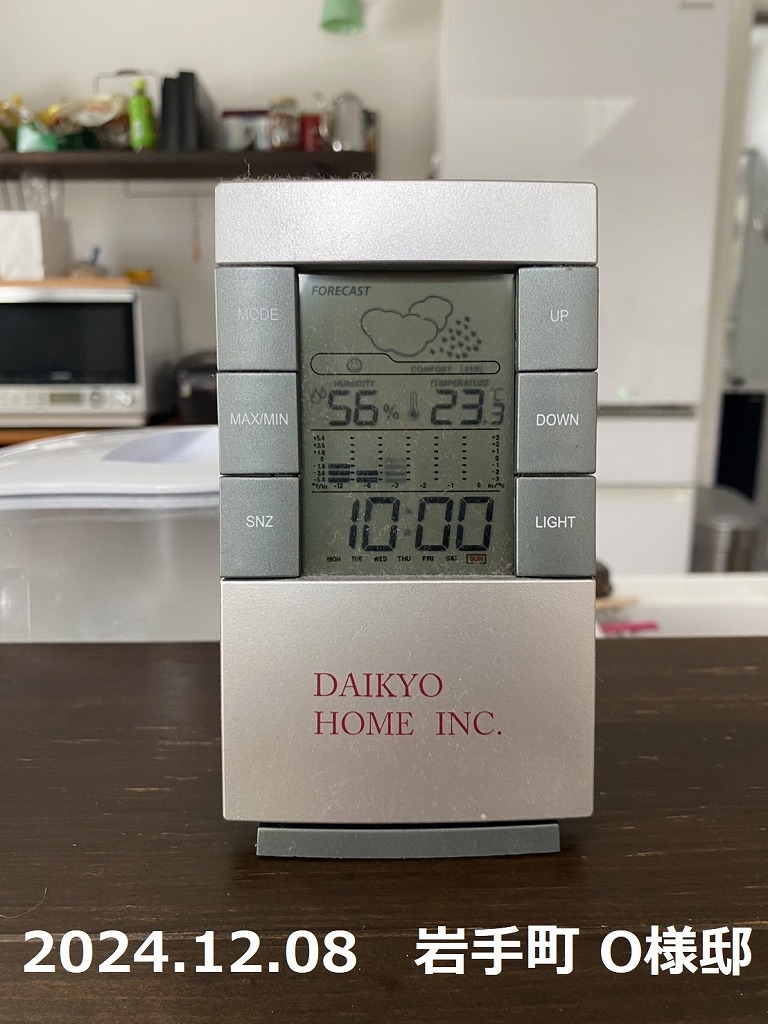 FORECAST
MODE
UP
COMFORT LEVEL
HUMIDITY TEMPERATURE
56% 23.3°C
MAX/MIN
DOWN
SNZ
LIGHT
10:00
MON TUE WED THU FRI SAT SUN
DAIKYO
HOME INC.
2024.12.08 岩手町 O様邸